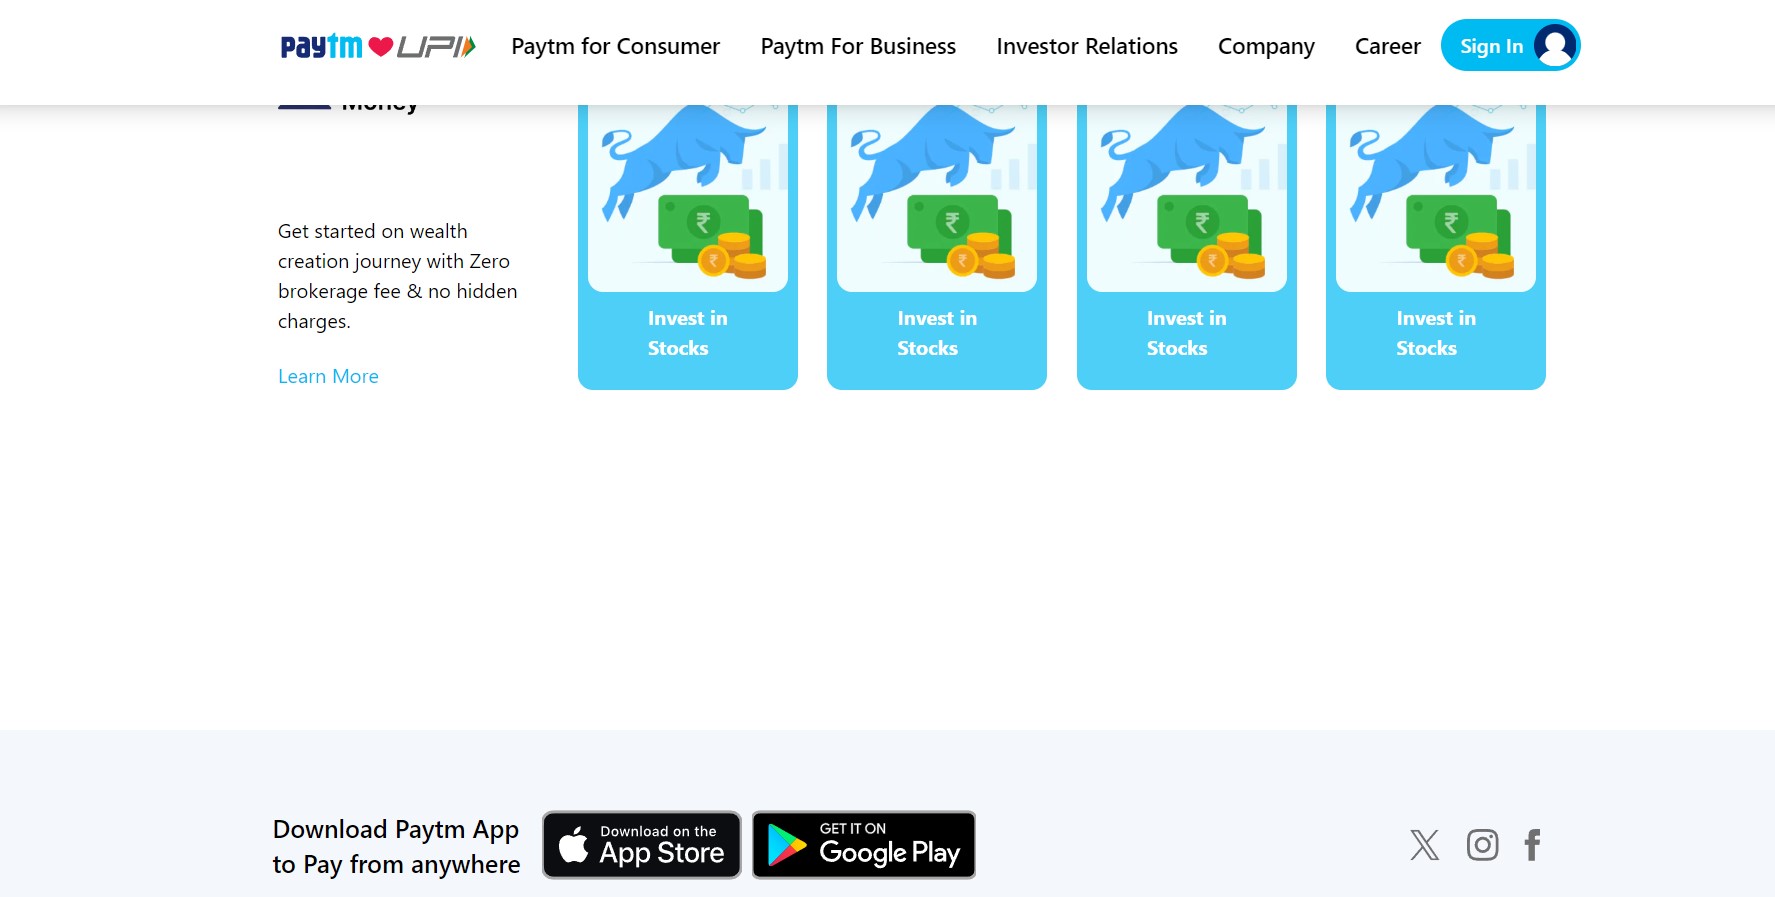 paytm UPI Paytm for Consumer Paytm For Business Investor Relations Company Career Sign In
Money
Get started on wealth
creation journey with Zero
brokerage fee & no hidden
charges.
Learn More
₹
₹
Invest in
Stocks
₹
₹
Invest in
Stocks
₹
₹
Invest in
Stocks
₹
₹
Invest in
Stocks
Download Paytm App
to Pay from anywhere
Download on the
App Store
GET IT ON
Google Play